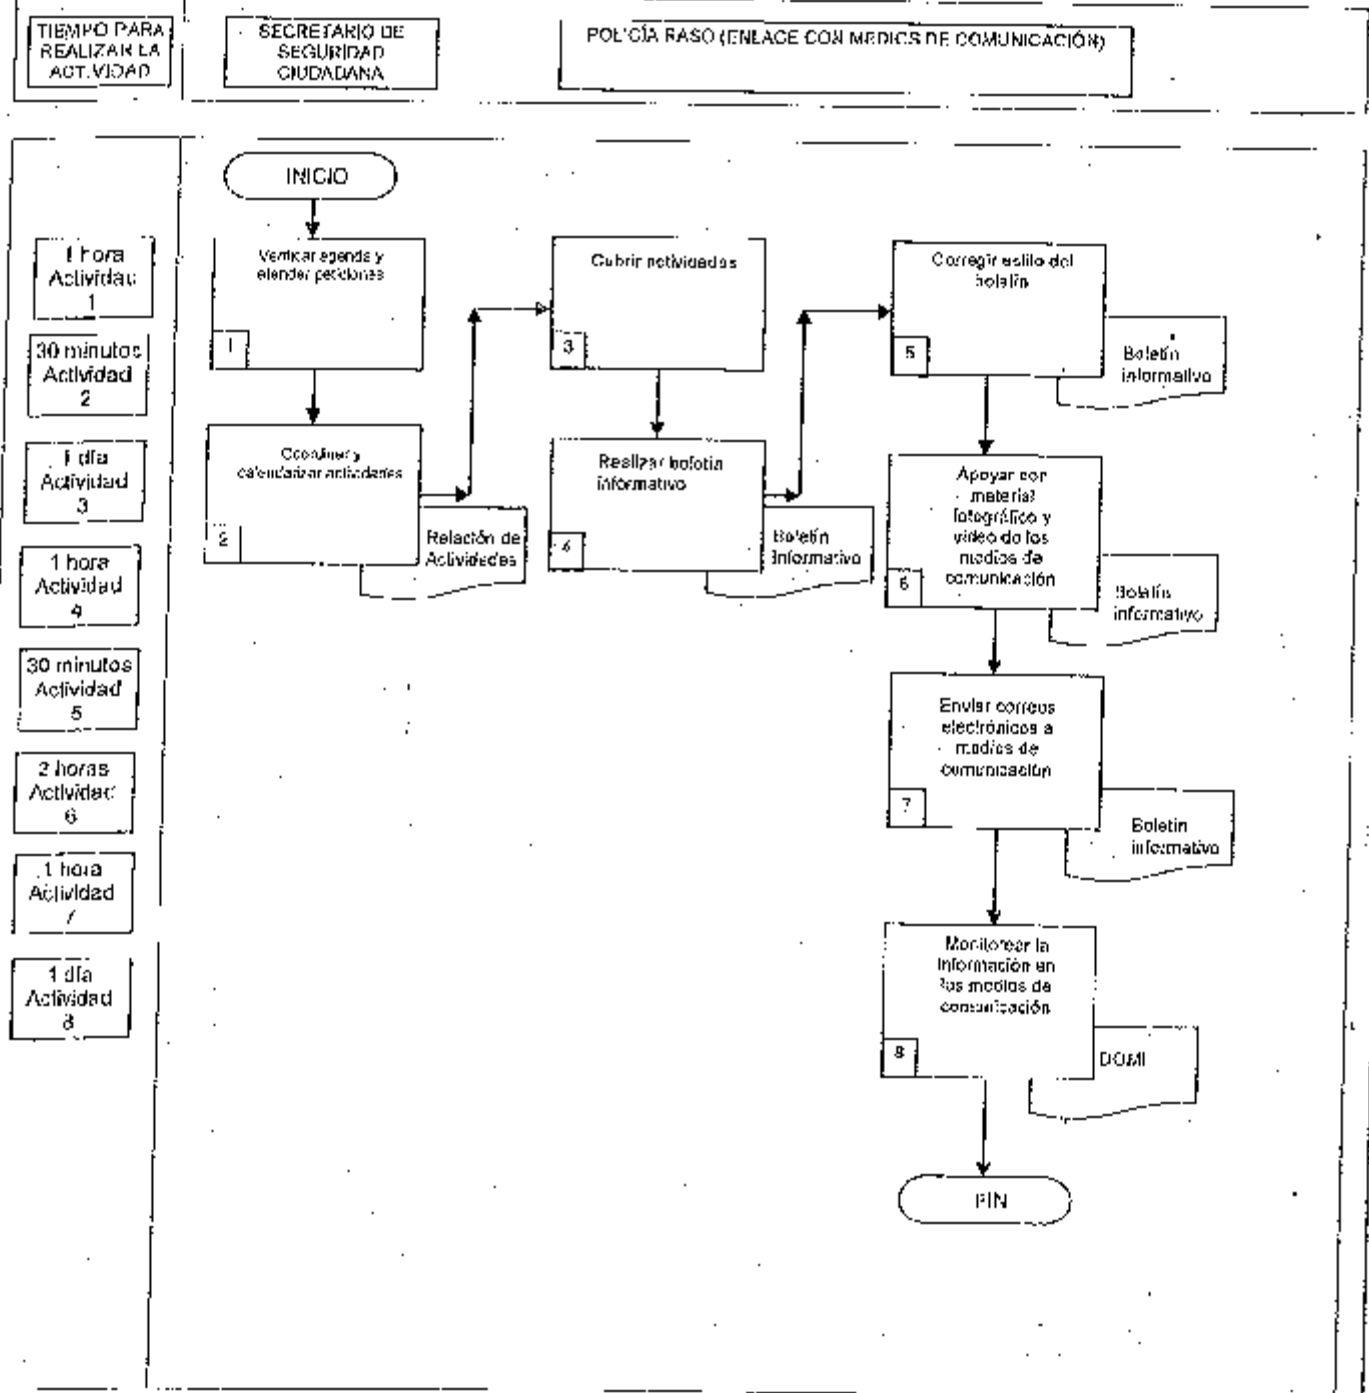 TIEMPO PARA
REALIZAR LA
ACTIVIDAD
SECRETARIO DE
SEGURIDAD
CIUDADANA
POLICÍA RASO (ENLACE CON MEDIOS DE COMUNICACIÓN)
INICIO
1 hora
Actividad
1
30 minutos
Actividad
2
1 día
Actividad
3
1 hora
Actividad
4
30 minutos
Actividad
5
2 horas
Actividad
6
1 hora
Actividad
7
1 día
Actividad
8
Verificar agenda y
atender peticiones
1
Coordinar y
calendarizar actividades
2
Relación de
Actividades
Cubrir actividades
3
Realizar boletín
informativo
4
Boletín
Informativo
Corregir estilo del
boletín
5
Boletín
informativo
Apoyar con
material
fotográfico y
video de los
medios de
comunicación
6
Boletín
informativo
Enviar correos
electrónicos a
medios de
comunicación
7
Boletín
informativo
Monitorear la
información en
los medios de
comunicación
8
DOMI
FIN